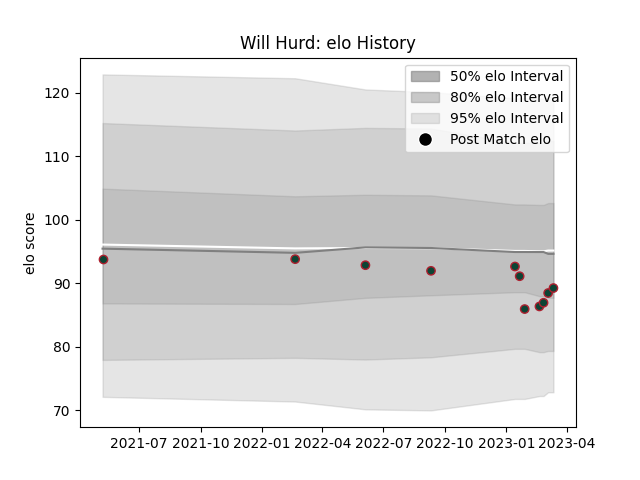 Will Hurd: elo History
50% elo Interval
80% elo Interval
95% elo Interval
Post Match elo
elo score
120
110
100
90
80
70
2021-07 2021-10 2022-01 2022-04 2022-07 2022-10 2023-01 2023-04